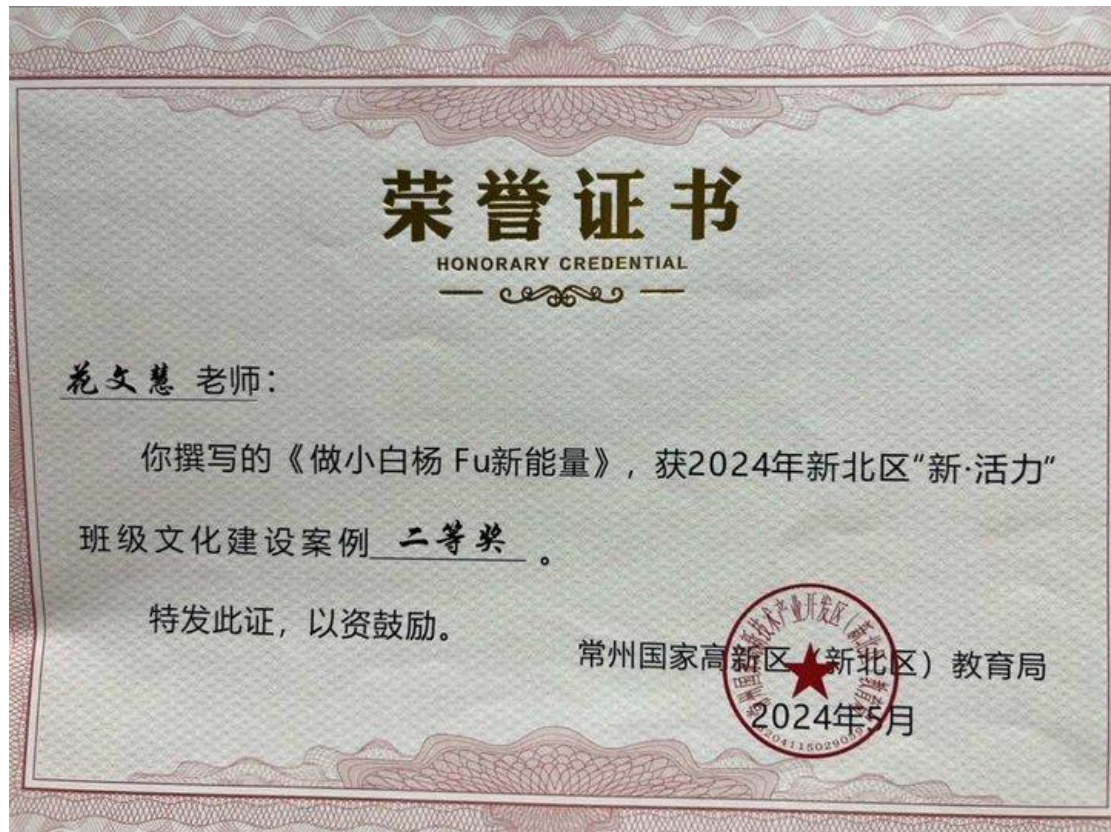 荣誉证书
HONORARY CREDENTIAL
花文慧 老师：
你撰写的《做小白杨 Fu新能量》，获2024年新北区“新·活力”
班级文化建设案例 二等奖 。
特发此证，以资鼓励。
常州国家高新区（新北区）教育局
2024年5月